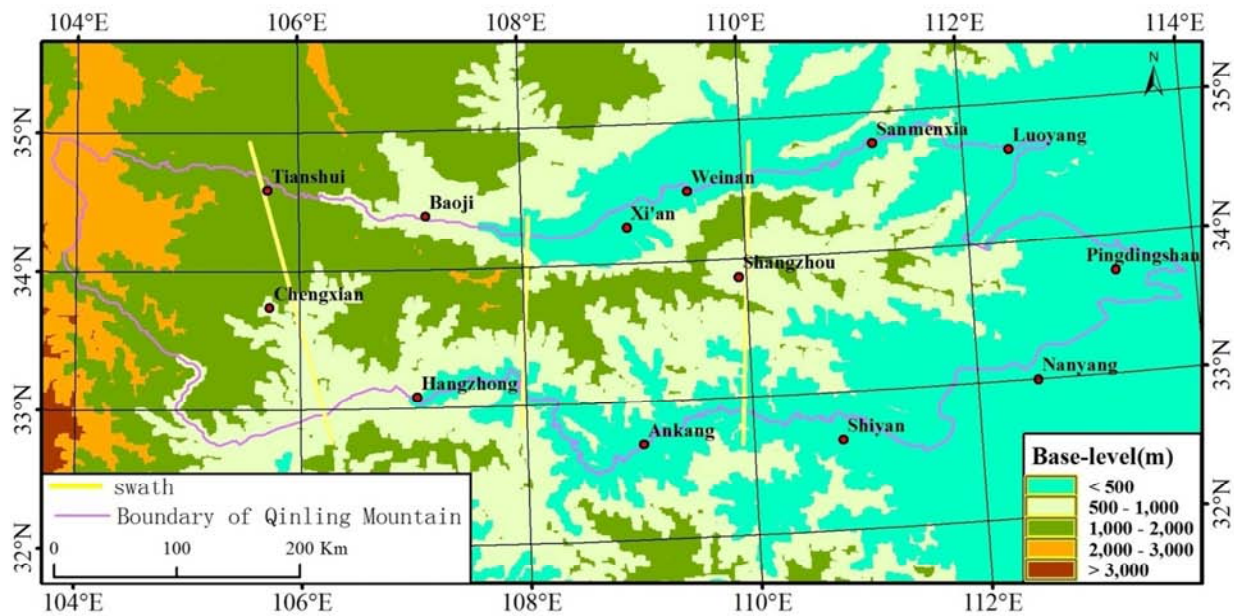 104°E 106°E 108°E 110°E 112°E 114°E
N
35°N 35°N
Sanmenxia Luoyang
Tianshui Weinan
Baoji Xi'an
34°N 34°N
Shangzhou Pingdingshan
Chengxian
33°N Hangzhong Nanyang 33°N
Ankang Shiyan
Base-level(m)
< 500
500 - 1,000
1,000 - 2,000
2,000 - 3,000
> 3,000
swath
Boundary of Qinling Mountain
0 100 200 Km
32°N 32°N
104°E 106°E 108°E 110°E 112°E